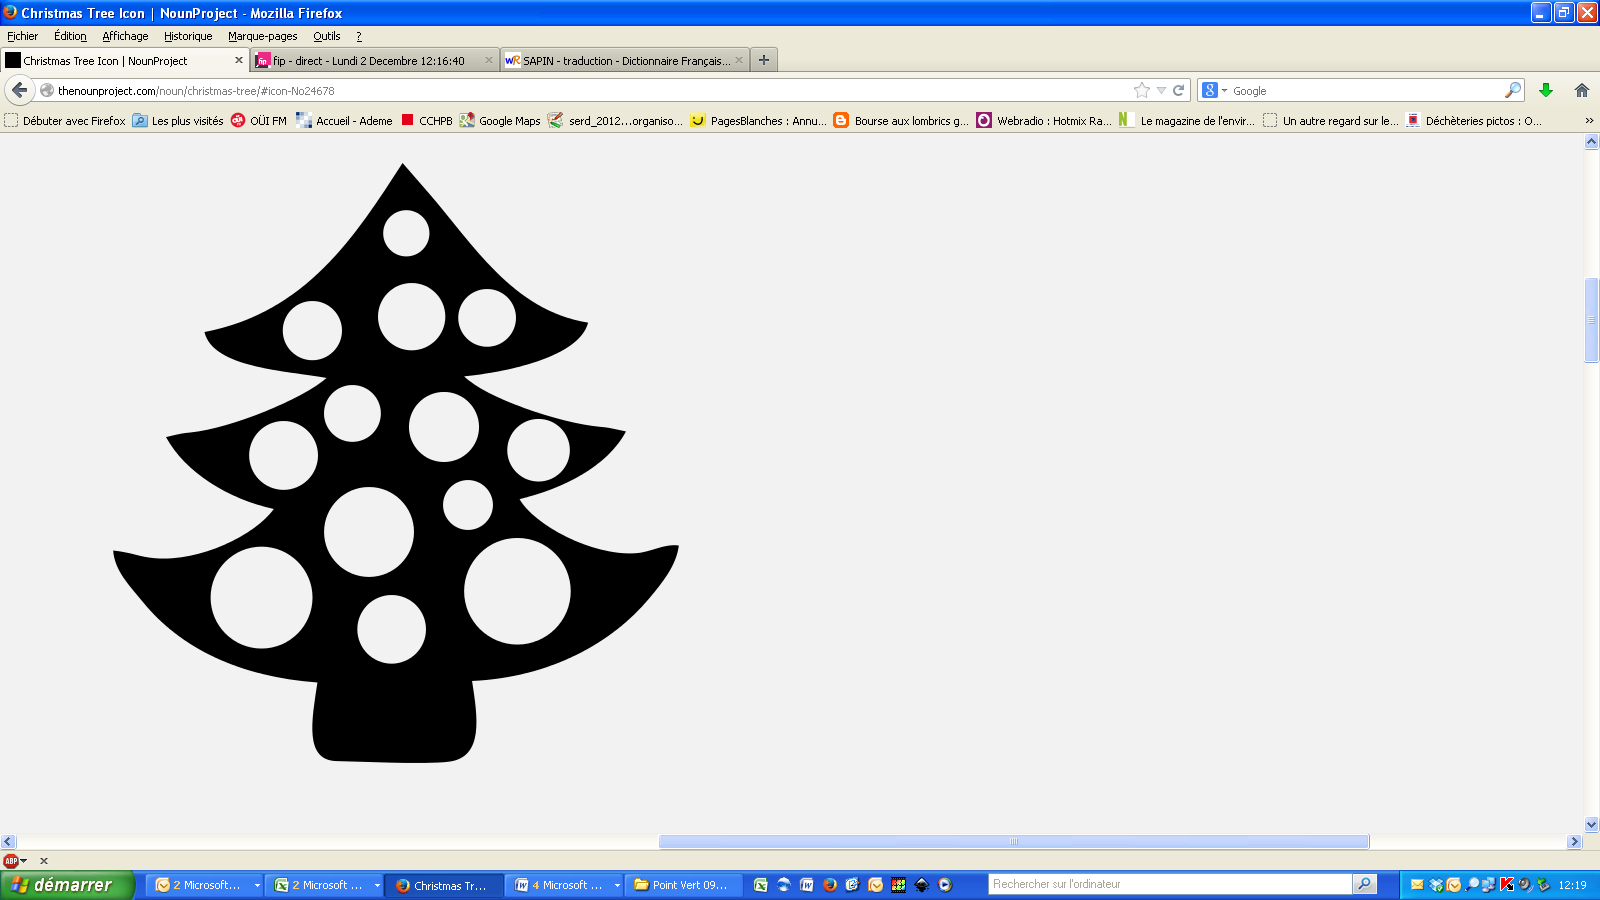 Christmas Tree Icon | NounProject - Mozilla Firefox
Fichier Édition Affichage Historique Marque-pages Outils ?
Christmas Tree Icon | NounProject × fip - direct - Lundi 2 Decembre 12:16:40 × SAPIN - traduction - Dictionnaire Français... × +
thenounproject.com/noun/christmas-tree/#icon-No24678 Google
Débuter avec Firefox Les plus visités OÜI FM Accueil - Ademe CCHPB Google Maps serd_2012...organiso... PagesBlanches : Annu... Bourse aux lombrics g... Webradio : Hotmix Ra... Le magazine de l'envir... Un autre regard sur le... Déchèteries pictos : O... »
ABP ×
démarrer 2 Microsoft... 2 Microsoft ... Christmas Tr... 4 Microsoft ... Point Vert 09... Rechercher sur l'ordinateur 12:19